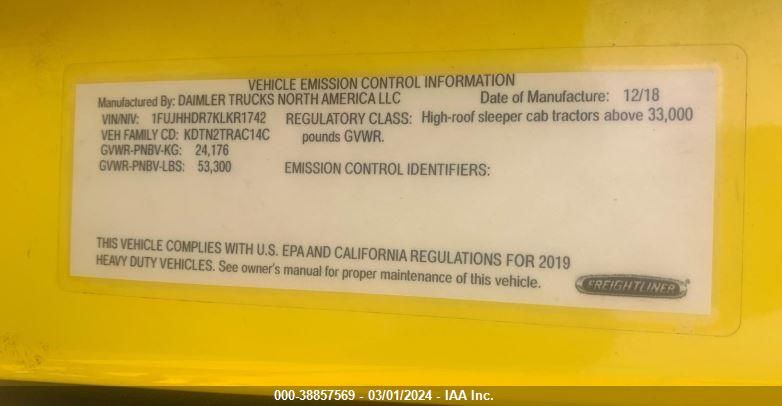 VEHICLE EMISSION CONTROL INFORMATION
Manufactured By: DAIMLER TRUCKS NORTH AMERICA LLC Date of Manufacture: 12/18
VIN/NIV: 1FUJHHDR7KLKR1742 REGULATORY CLASS: High-roof sleeper cab tractors above 33,000
VEH FAMILY CD: KDTN2TRAC14C pounds GVWR.
GVWR-PNBV-KG: 24,176
GVWR-PNBV-LBS: 53,300 EMISSION CONTROL IDENTIFIERS:
THIS VEHICLE COMPLIES WITH U.S. EPA AND CALIFORNIA REGULATIONS FOR 2019
HEAVY DUTY VEHICLES. See owner's manual for proper maintenance of this vehicle.
FREIGHTLINER
000-38857569 - 03/01/2024 - IAA Inc.